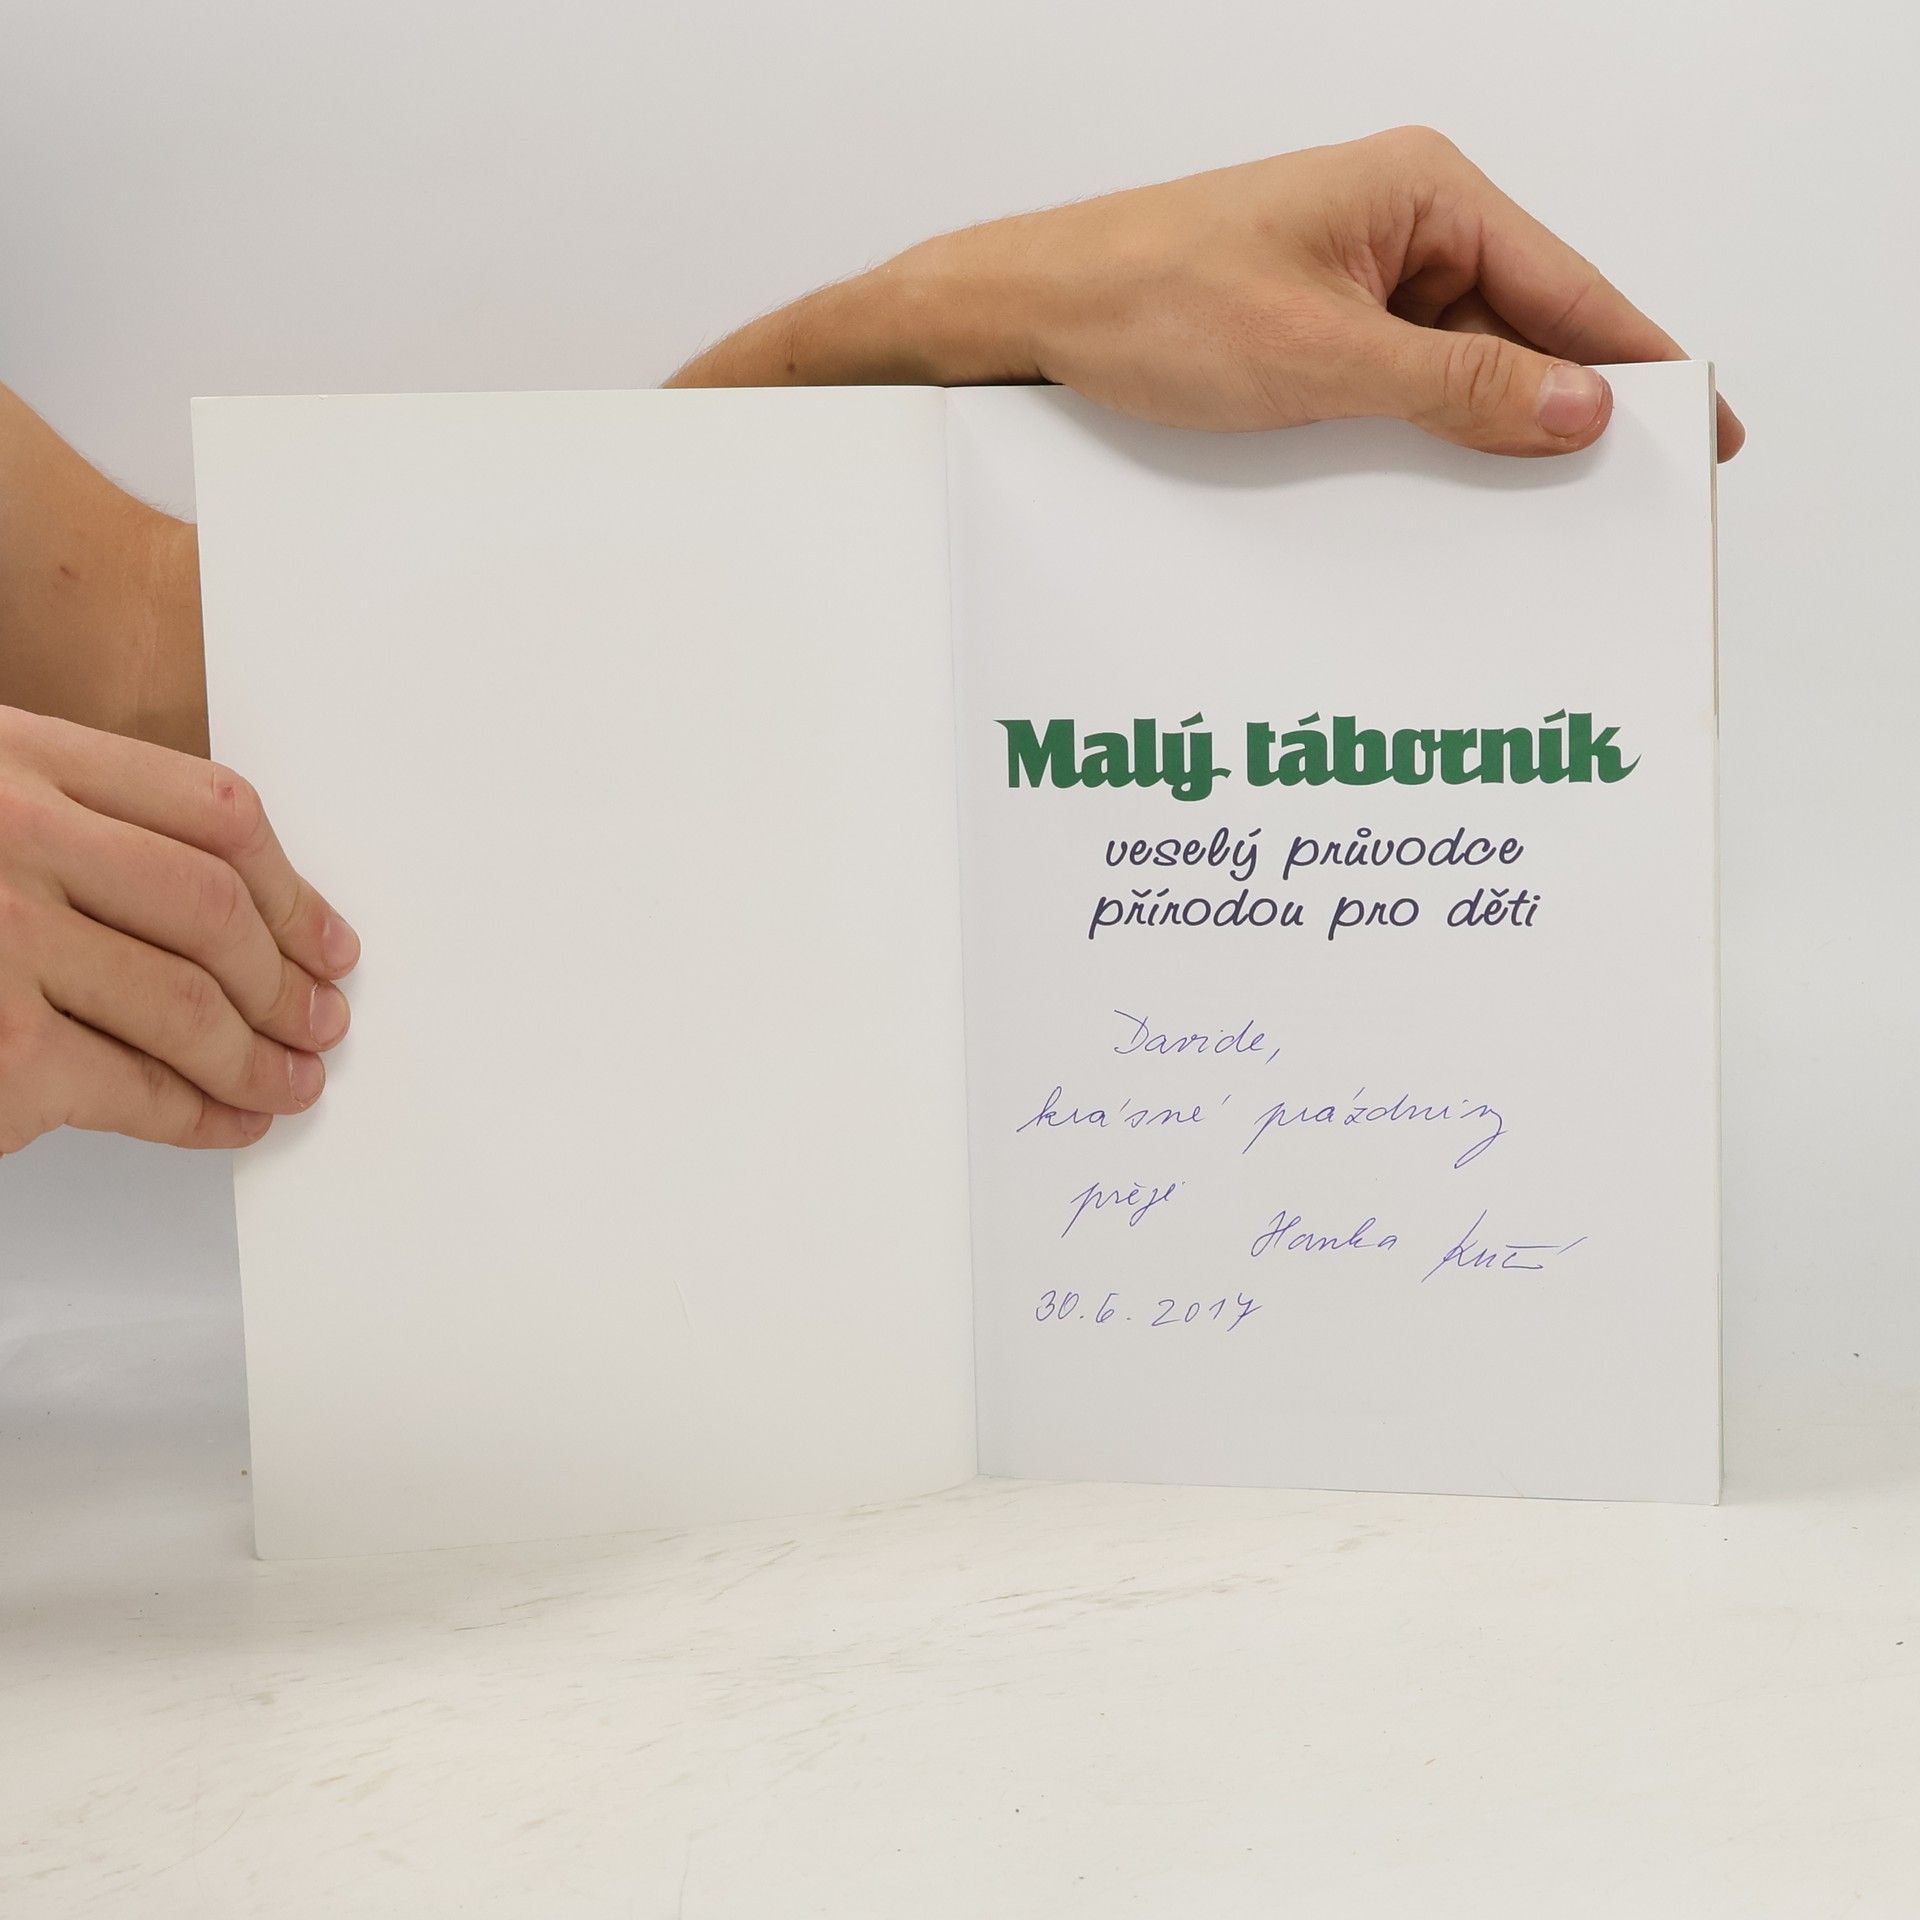 Malý táborník
veselý průvodce
přírodou pro děti
Davide,
krásné prázdniny
přeje
Hanka
30.6.2017